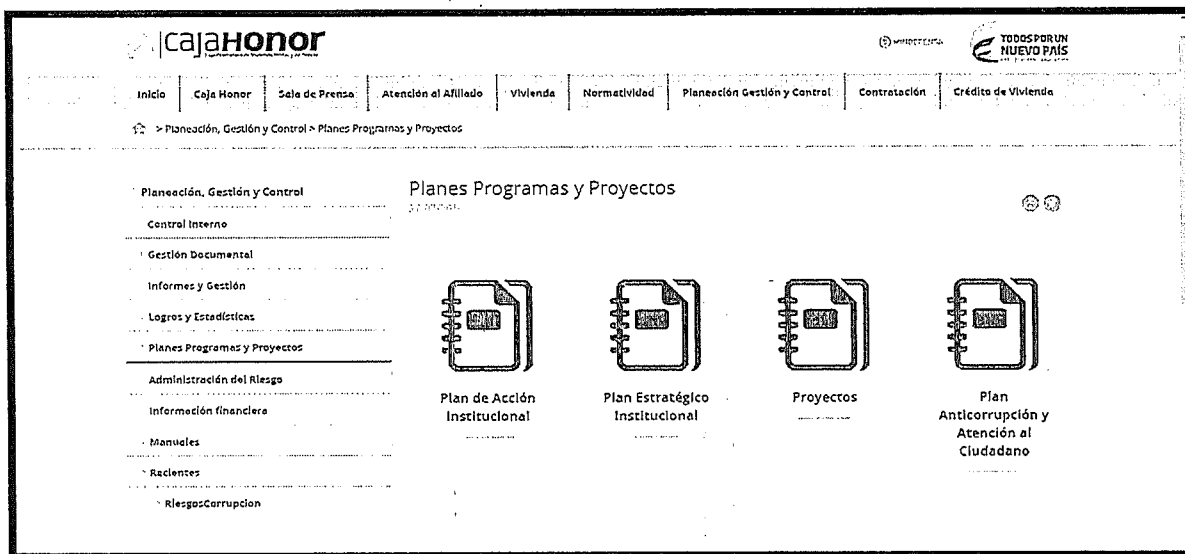 cajaHonor
MINDEFENSA
TODOS POR UN
NUEVO PAÍS
Inicio
Caja Honor
Sala de Prensa
Atención al Afiliado
Vivienda
Normatividad
Planeación Gestión y Control
Contratación
Crédito de Vivienda
> Planeación, Gestión y Control > Planes Programas y Proyectos
Planeación, Gestión y Control
Control Interno
Gestión Documental
Informes y Gestión
Logros y Estadísticas
Planes Programas y Proyectos
Administración del Riesgo
Información financiera
Manuales
Recientes
RiesgosCorrupcion
Planes Programas y Proyectos
Plan de Acción
Institucional
Plan Estratégico
Institucional
Proyectos
Plan
Anticorrupción y
Atención al
Ciudadano